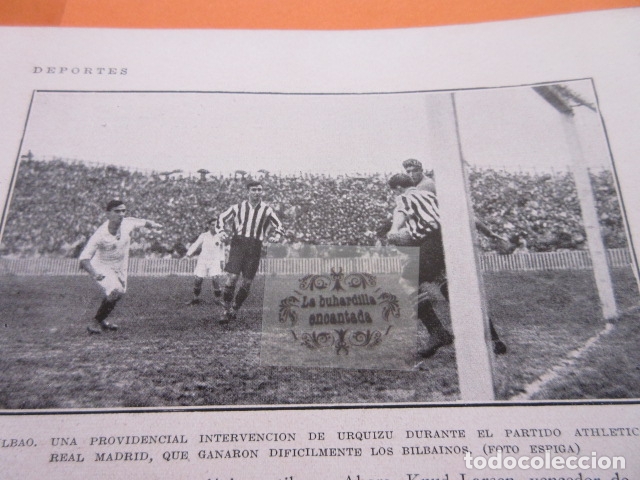 DEPORTES
La buhardilla
encantada
LBAO. UNA PROVIDENCIAL INTERVENCION DE URQUIZU DURANTE EL PARTIDO ATHLETIC
REAL MADRID, QUE GANARON DIFICILMENTE LOS BILBAINOS. (FOTO ESPIGA)
Knud Larsen, vencedor de
todocoleccion.net